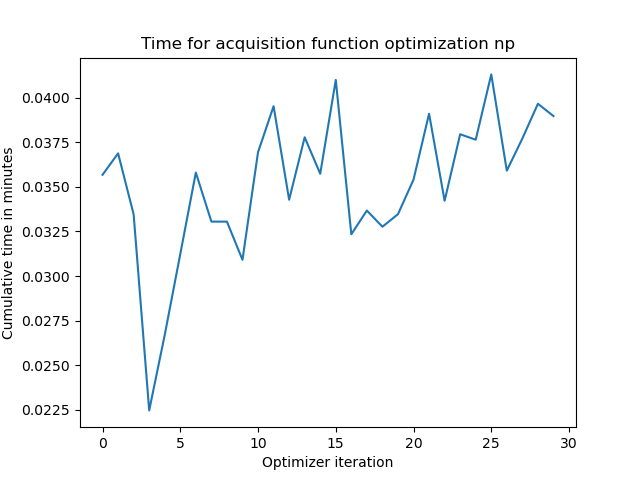 Time for acquisition function optimization np
Cumulative time in minutes
0.0400
0.0375
0.0350
0.0325
0.0300
0.0275
0.0250
0.0225
0 5 10 15 20 25 30
Optimizer iteration